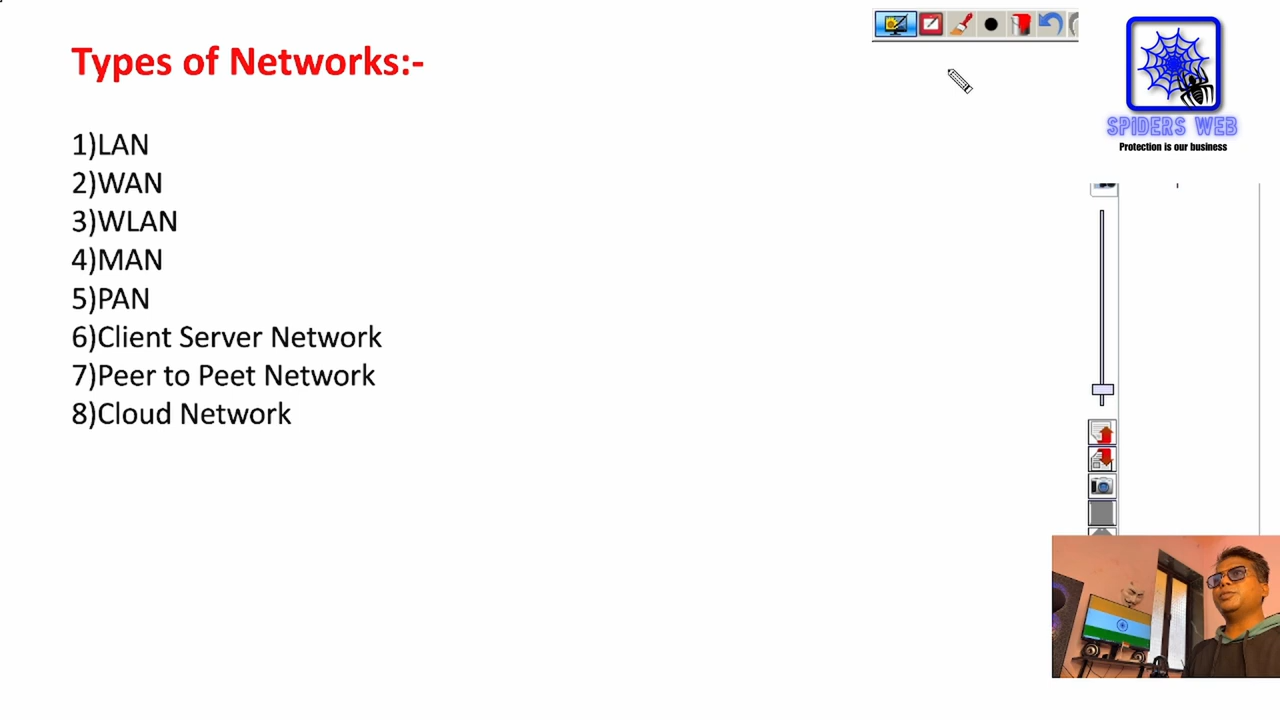 Types of Networks:-
1)LAN
2)WAN
3)WLAN
4)MAN
5)PAN
6)Client Server Network
7)Peer to Peet Network
8)Cloud Network
SPiDERS WEB
Protection is our business